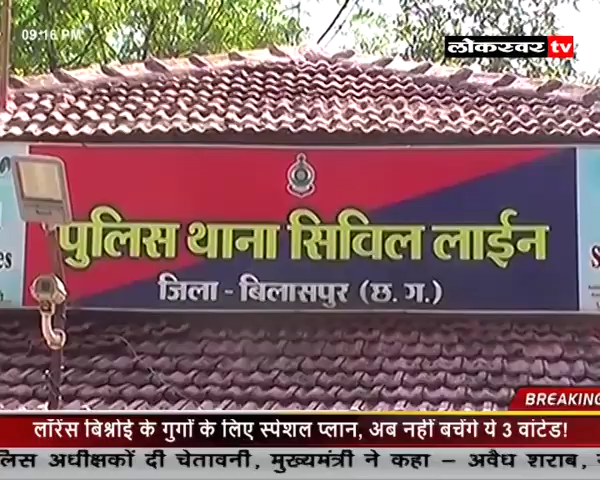 09:16 PM
लोकस्वर tv
पुलिस थाना सिविल लाईन
जिला - बिलासपुर (छ. ग.)
BREAKING
लॉरेंस बिश्नोई के गुर्गों के लिए स्पेशल प्लान, अब नहीं बचेंगे ये 3 वांटेड!
लिस अधीक्षकों दी चेतावनी, मुख्यमंत्री ने कहा – अवैध शराब,